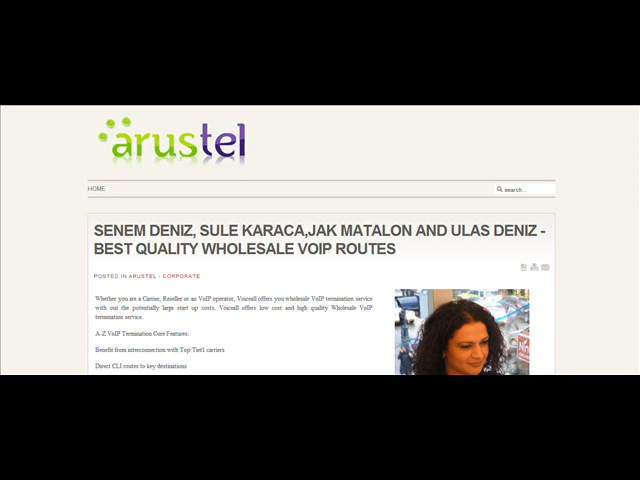 arustel
HOME
search...
SENEM DENIZ, SULE KARACA,JAK MATALON AND ULAS DENIZ -
BEST QUALITY WHOLESALE VOIP ROUTES
POSTED IN ARUSTEL - CORPORATE
Whether you are a Carrier, Reseller or an VoIP operator, Voiceall offers you wholesale VoIP termination service
with out the potentially large start up costs. Voiceall offers low cost and high quality Wholesale VoIP
termination service.
A-Z VoIP Termination Core Features:
Benefit from interconnection with Top Tier1 carriers
Direct CLI routes to key destinations